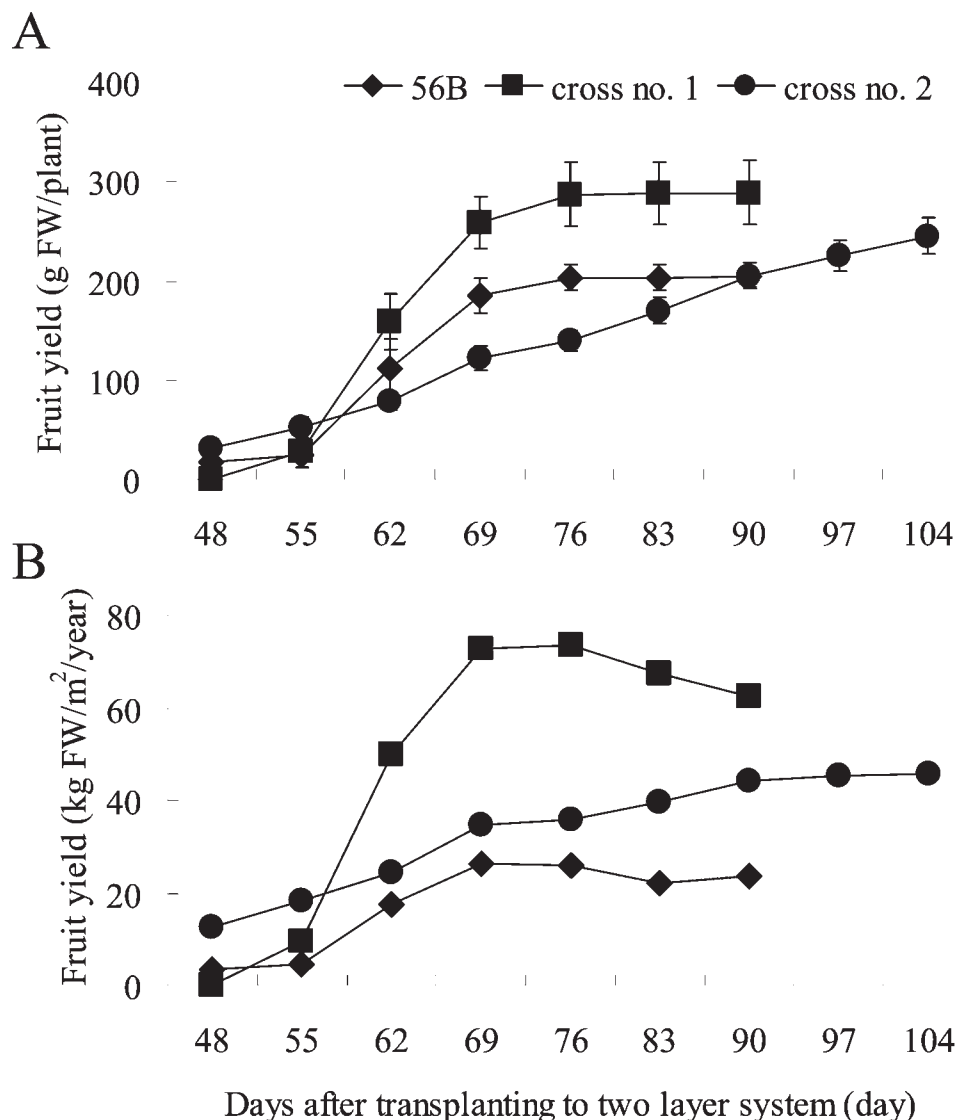 A
400
56B cross no. 1 cross no. 2
300
200
100
0
Fruit yield (g FW/plant)
48 55 62 69 76 83 90 97 104
B
80
60
40
20
0
Fruit yield (kg FW/m²/year)
48 55 62 69 76 83 90 97 104
Days after transplanting to two layer system (day)